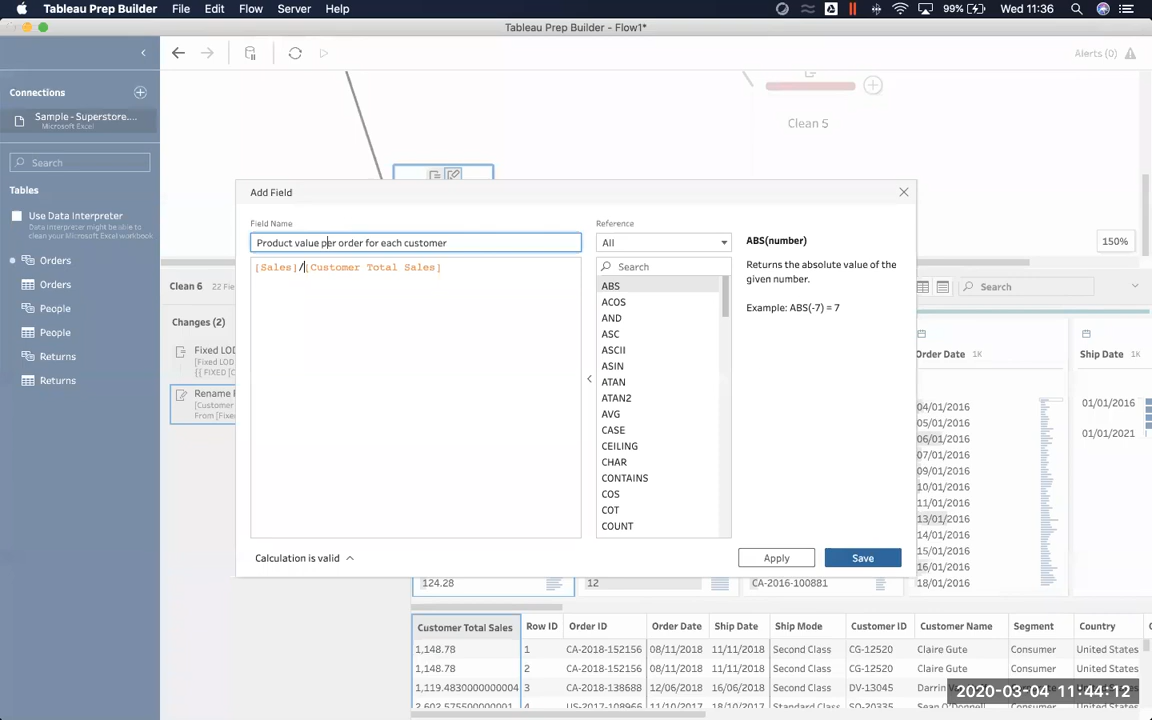 Tableau Prep Builder File Edit Flow Server Help 99% Wed 11:36
Tableau Prep Builder - Flow1*
Alerts (0)
Connections
Sample - Superstore....
Microsoft Excel
Search
Tables
Use Data Interpreter
Data Interpreter might be able to
clean your Microsoft Excel workbook
Orders
Orders
People
People
Returns
Returns
Clean 5
150%
Clean 6 22 Fie
Search
Changes (2)
Fixed LOD
[Fixed LOD
{{ FIXED [C
Rename F
[Customer
From [Fixed
Add Field
Field Name
Product value per order for each customer
[Sales]/[Customer Total Sales]
Calculation is valid
Reference
All
Search
ABS
ACOS
AND
ASC
ASCII
ASIN
ATAN
ATAN2
AVG
CASE
CEILING
CHAR
CONTAINS
COS
COT
COUNT
ABS(number)
Returns the absolute value of the
given number.
Example: ABS(-7) = 7
Apply Save
Order Date 1K
04/01/2016
05/01/2016
06/01/2016
07/01/2016
09/01/2016
10/01/2016
11/01/2016
13/01/2016
14/01/2016
15/01/2016
16/01/2016
18/01/2016
Ship Date 1K
01/01/2016
01/01/2021
124.28 12 CA-2016-100881
Customer Total Sales Row ID Order ID Order Date Ship Date Ship Mode Customer ID Customer Name Segment Country
1,148.78 1 CA-2018-152156 08/11/2018 11/11/2018 Second Class CG-12520 Claire Gute Consumer United States
1,148.78 2 CA-2018-152156 08/11/2018 11/11/2018 Second Class CG-12520 Claire Gute Consumer United States
1,119.4830000000004 3 CA-2018-138688 12/06/2018 16/06/2018 Second Class DV-13045 Darrin
2020-03-04 11:44:12